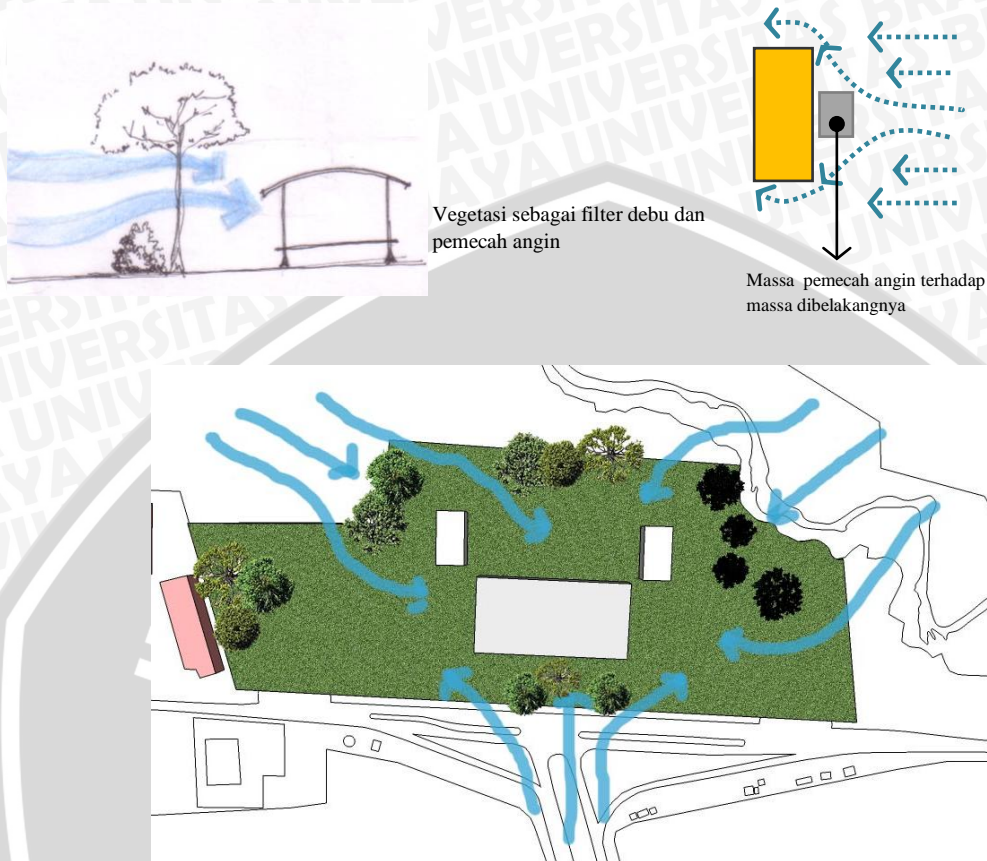 Vegetasi sebagai filter debu dan
pemecah angin
Massa pemecah angin terhadap
massa dibelakangnya